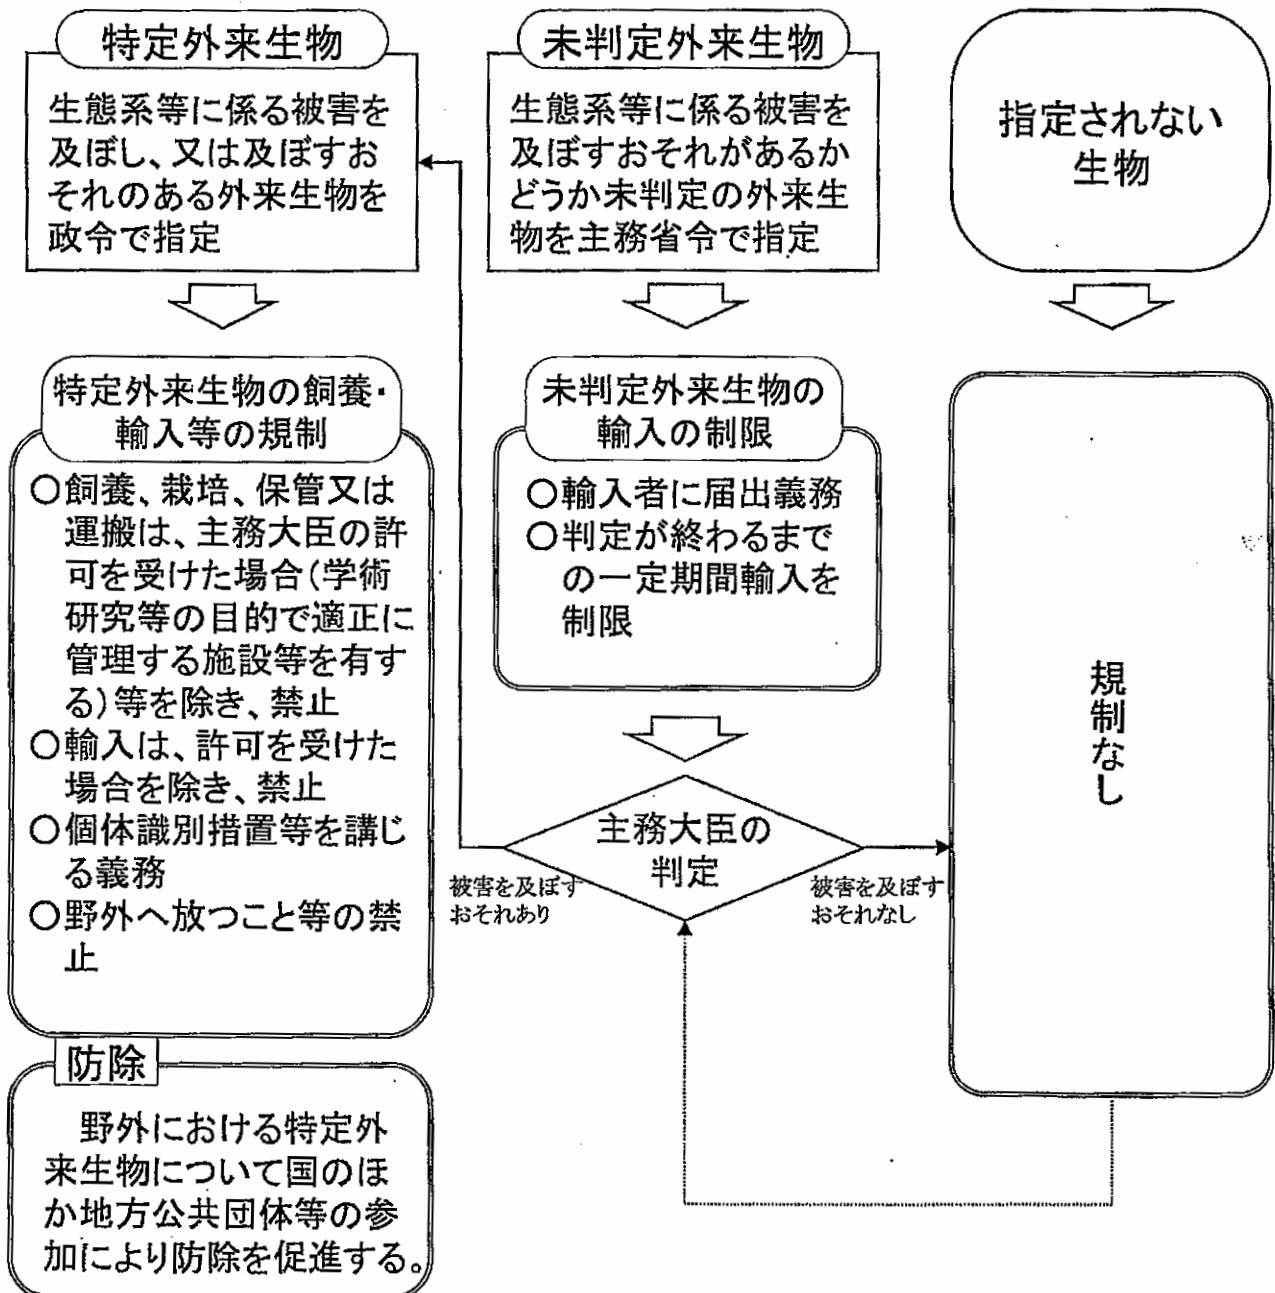 特定外来生物
生態系等に係る被害を
及ぼし、又は及ぼすお
それのある外来生物を
政令で指定
特定外来生物の飼養・
輸入等の規制
○飼養、栽培、保管又は
運搬は、主務大臣の許
可を受けた場合(学術
研究等の目的で適正に
管理する施設等を有す
る)等を除き、禁止
○輸入は、許可を受けた
場合を除き、禁止
○個体識別措置等を講じ
る義務
○野外へ放つこと等の禁
止
防除
野外における特定外
来生物について国のほ
か地方公共団体等の参
加により防除を促進する。
未判定外来生物
生態系等に係る被害を
及ぼすおそれがあるか
どうか未判定の外来生
物を主務省令で指定
未判定外来生物の
輸入の制限
○輸入者に届出義務
○判定が終わるまで
の一定期間輸入を
制限
主務大臣の
判定
被害を及ぼす
おそれあり
被害を及ぼす
おそれなし
指定されない
生物
規制なし